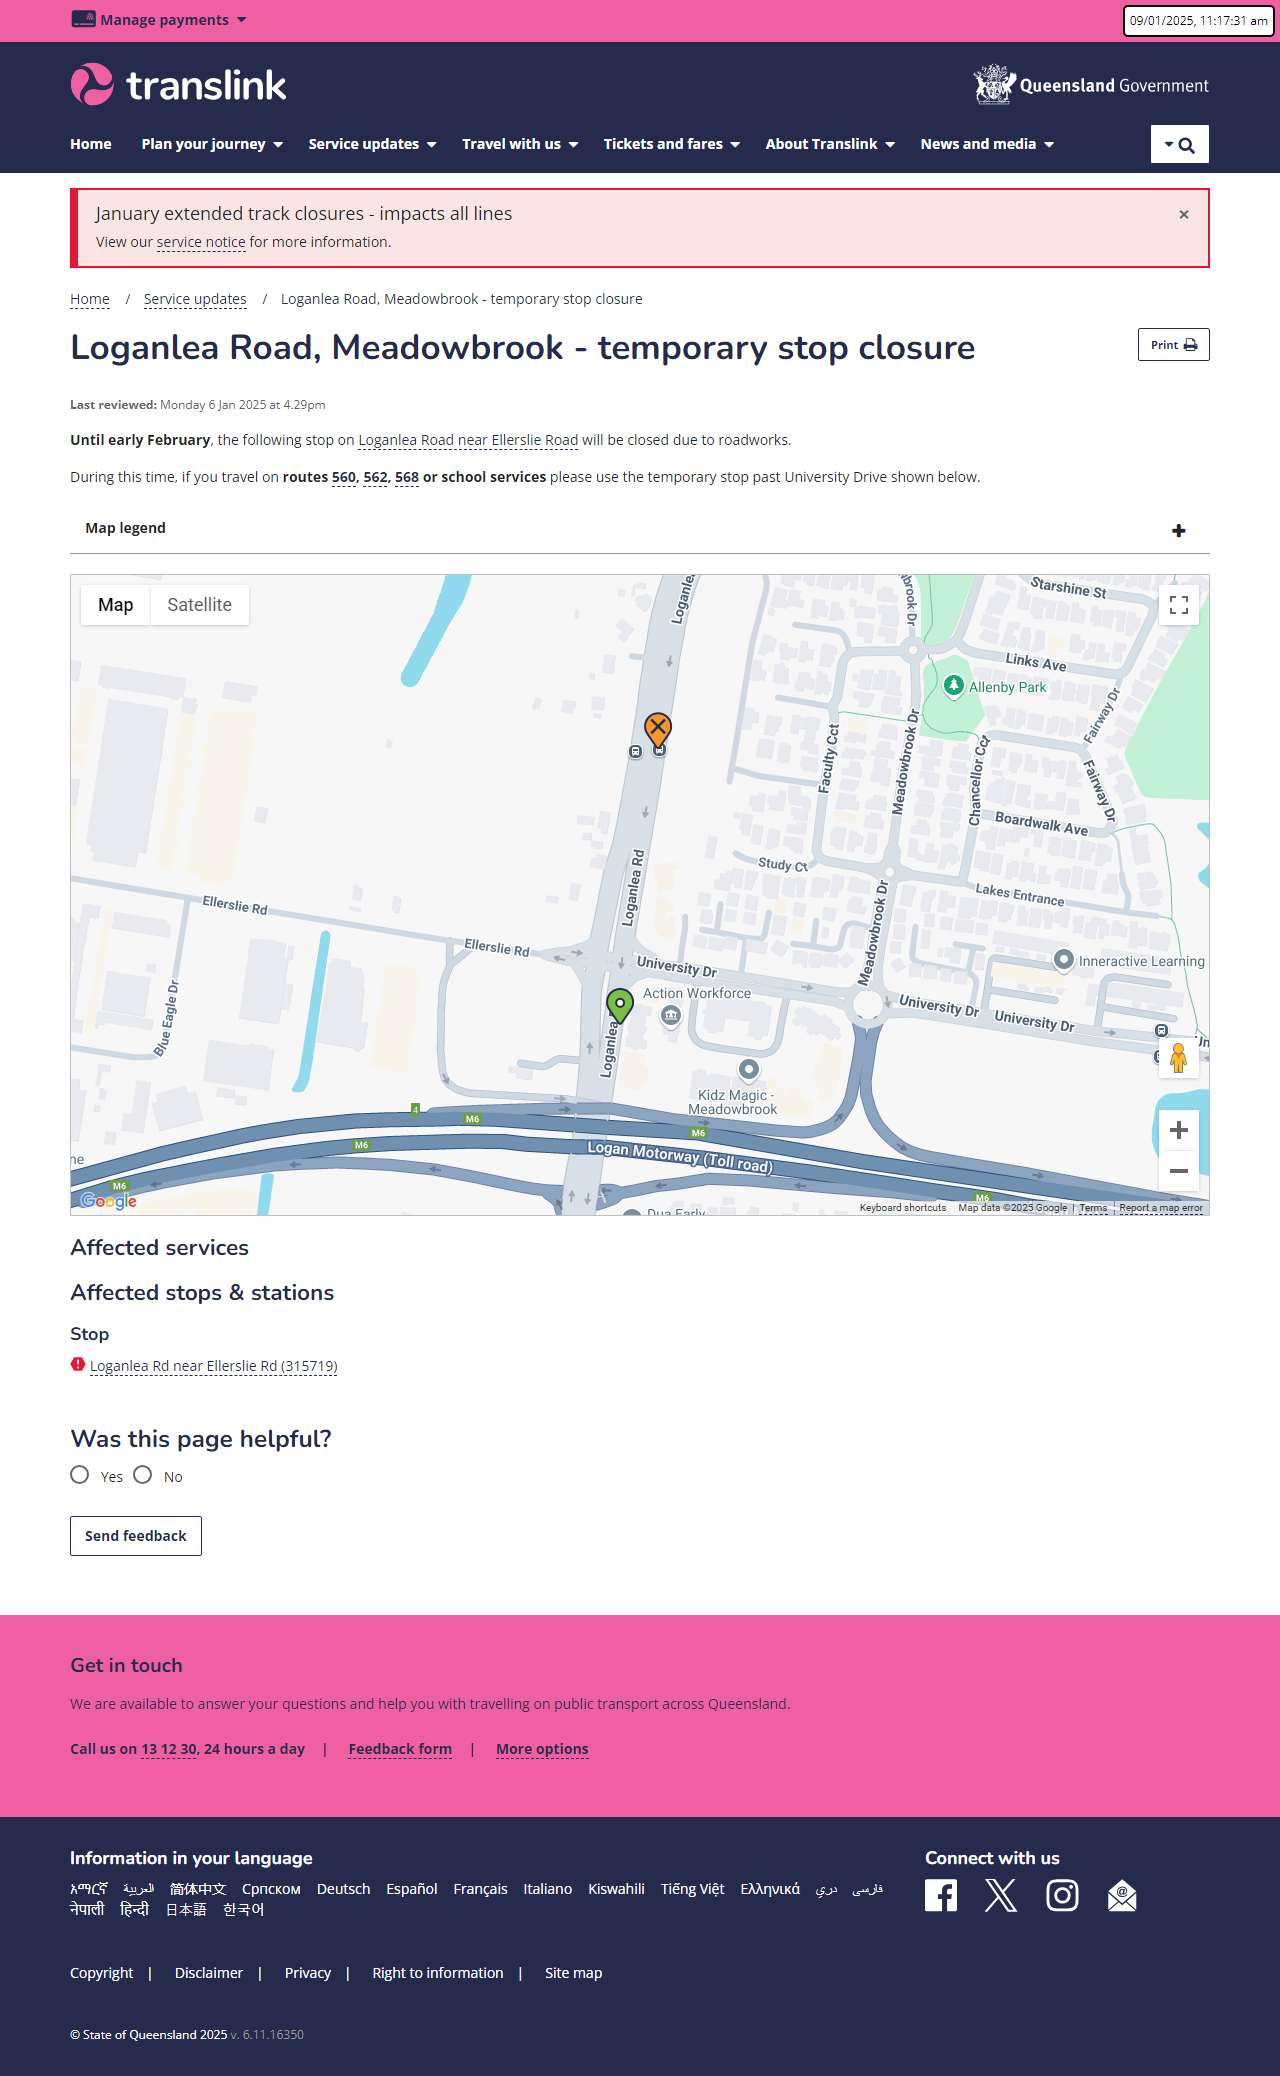 Manage payments
09/01/2025, 11:17:31 am
translink
Queensland Government
Home Plan your journey Service updates Travel with us Tickets and fares About Translink News and media
January extended track closures - impacts all lines ×
View our service notice for more information.
Home / Service updates / Loganlea Road, Meadowbrook - temporary stop closure
Loganlea Road, Meadowbrook - temporary stop closure
Print
Last reviewed: Monday 6 Jan 2025 at 4.29pm
Until early February, the following stop on Loganlea Road near Ellerslie Road will be closed due to roadworks.
During this time, if you travel on routes 560, 562, 568 or school services please use the temporary stop past University Drive shown below.
Map legend
Map Satellite
Loganle
brook Dr
Starshine St
Links Ave
Allenby Park
Fairway Dr
Faculty Cct
Meadowbrook Dr
Chancellor Cct
Fairway Dr
Boardwalk Ave
Study Ct
Loganlea Rd
Lakes Entrance
Ellerslie Rd
Ellerslie Rd
Meadowbrook Dr
University Dr
Inneractive Learning
Action Workforce
University Dr
University Dr
Blue Eagle Dr
Loganlea
Un
Kidz Magic -
Meadowbrook
4
M6
M6
M6
Logan Motorway (Toll road)
ne
M6
M6
Google
Dua Early
Keyboard shortcuts Map data ©2025 Google Terms Report a map error
Affected services
Affected stops & stations
Stop
Loganlea Rd near Ellerslie Rd (315719)
Was this page helpful?
Yes No
Send feedback
Get in touch
We are available to answer your questions and help you with travelling on public transport across Queensland.
Call us on 13 12 30, 24 hours a day | Feedback form | More options
Information in your language
አማርኛ العربية 简体中文 Српском Deutsch Español Français Italiano Kiswahili Tiếng Việt Ελληνικά دري فارسی
नेपाली हिन्दी 日本語 한국어
Connect with us
Copyright | Disclaimer | Privacy | Right to information | Site map
© State of Queensland 2025 v. 6.11.16350